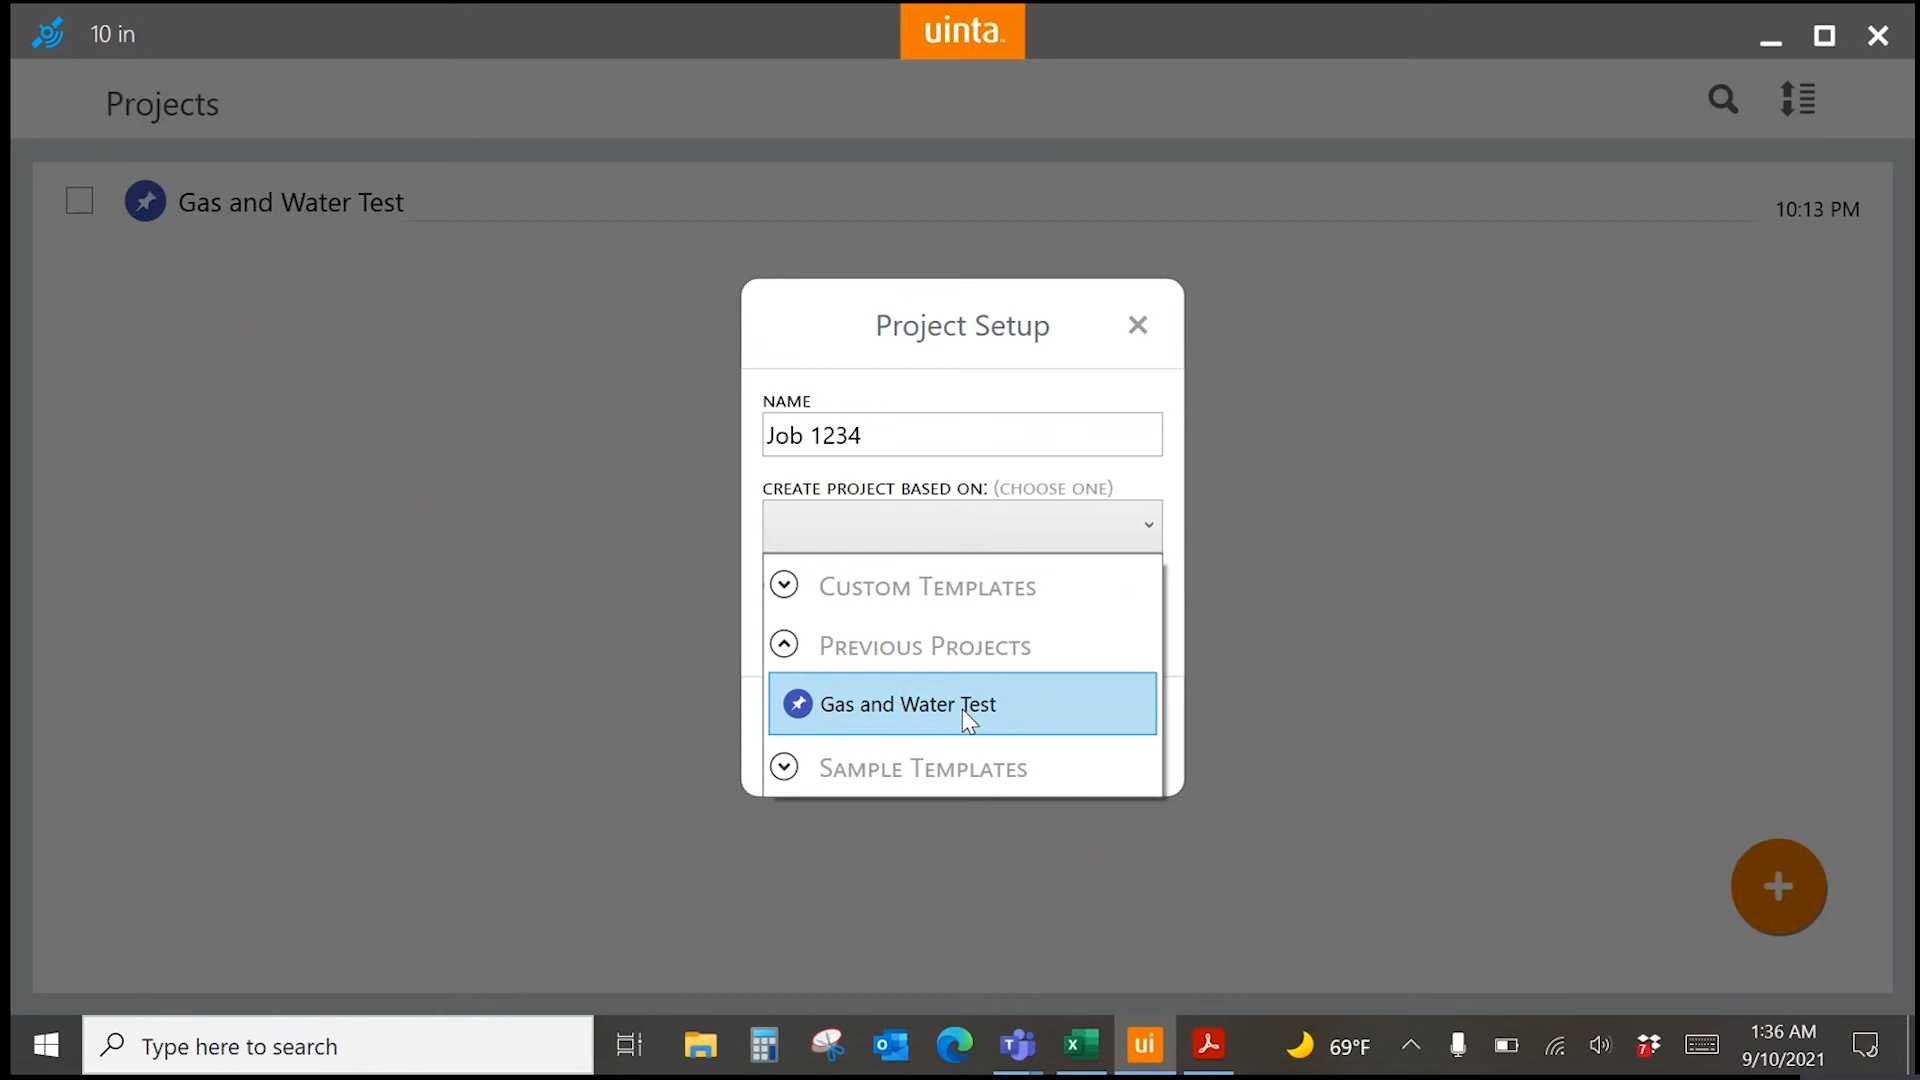 10 in
uinta
Projects
Gas and Water Test
10:13 PM
Project Setup
NAME
Job 1234
CREATE PROJECT BASED ON: (CHOOSE ONE)
CUSTOM TEMPLATES
PREVIOUS PROJECTS
Gas and Water Test
SAMPLE TEMPLATES
Type here to search
ui
69°F
7
1:36 AM
9/10/2021